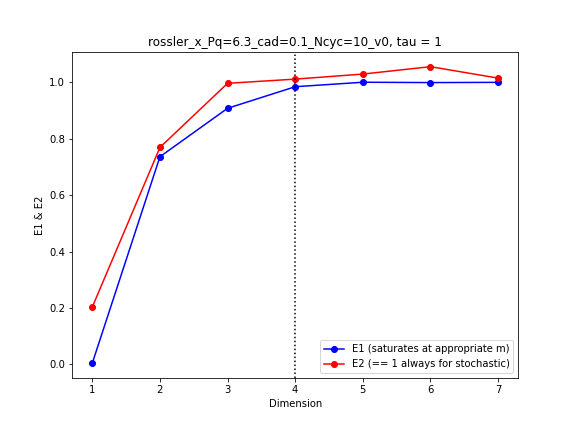 rossler_x_Pq=6.3_cad=0.1_Ncyc=10_v0, tau = 1
1.0
0.8
0.6
0.4
0.2
0.0
E1 & E2
E1 (saturates at appropriate m)
E2 (== 1 always for stochastic)
1 2 3 4 5 6 7
Dimension